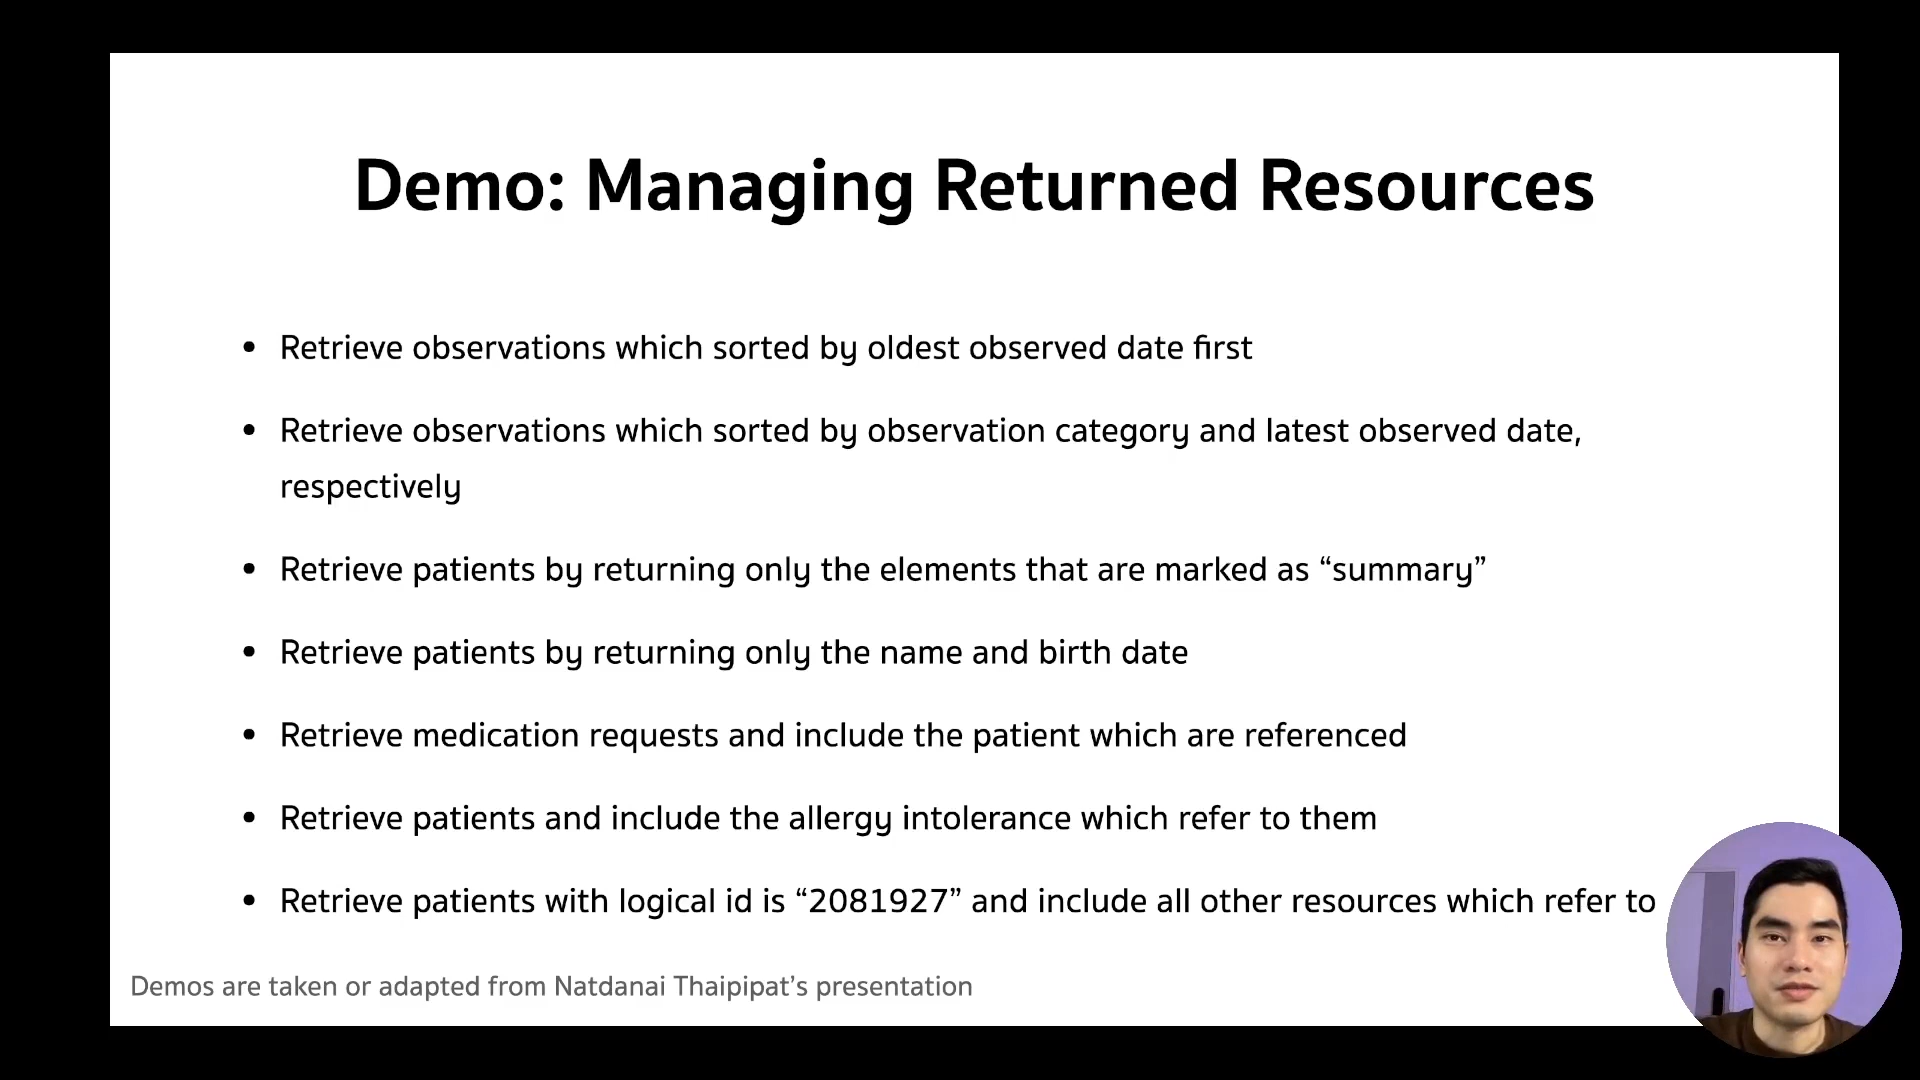 Demo: Managing Returned Resources
• Retrieve observations which sorted by oldest observed date first
• Retrieve observations which sorted by observation category and latest observed date,
respectively
• Retrieve patients by returning only the elements that are marked as “summary”
• Retrieve patients by returning only the name and birth date
• Retrieve medication requests and include the patient which are referenced
• Retrieve patients and include the allergy intolerance which refer to them
• Retrieve patients with logical id is “2081927” and include all other resources which refer to
Demos are taken or adapted from Natdanai Thaipipat’s presentation